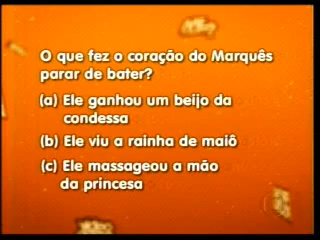 O que fez o coração do Marquês
parar de bater?
(a) Ele ganhou um beijo da
condessa
(b) Ele viu a rainha de maiô
(c) Ele massageou a mão
da princesa